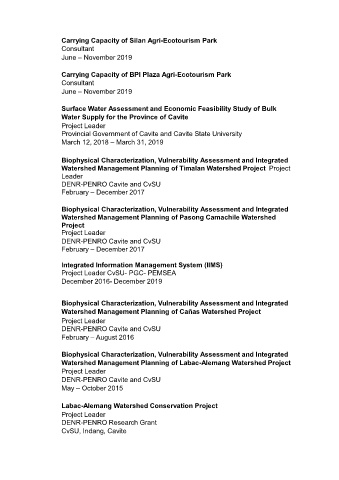 Carrying Capacity of Silan Agri-Ecotourism Park
Consultant
June – November 2019
Carrying Capacity of BPI Plaza Agri-Ecotourism Park
Consultant
June – November 2019
Surface Water Assessment and Economic Feasibility Study of Bulk
Water Supply for the Province of Cavite
Project Leader
Provincial Government of Cavite and Cavite State University
March 12, 2018 – March 31, 2019
Biophysical Characterization, Vulnerability Assessment and Integrated
Watershed Management Planning of Timalan Watershed Project Project
Leader
DENR-PENRO Cavite and CvSU
February – December 2017
Biophysical Characterization, Vulnerability Assessment and Integrated
Watershed Management Planning of Pasong Camachile Watershed
Project
Project Leader
DENR-PENRO Cavite and CvSU
February – December 2017
Integrated Information Management System (IIMS)
Project Leader CvSU- PGC- PEMSEA
December 2016- December 2019
Biophysical Characterization, Vulnerability Assessment and Integrated
Watershed Management Planning of Cañas Watershed Project
Project Leader
DENR-PENRO Cavite and CvSU
February – August 2016
Biophysical Characterization, Vulnerability Assessment and Integrated
Watershed Management Planning of Labac-Alemang Watershed Project
Project Leader
DENR-PENRO Cavite and CvSU
May – October 2015
Labac-Alemang Watershed Conservation Project
Project Leader
DENR-PENRO Research Grant
CvSU, Indang, Cavite